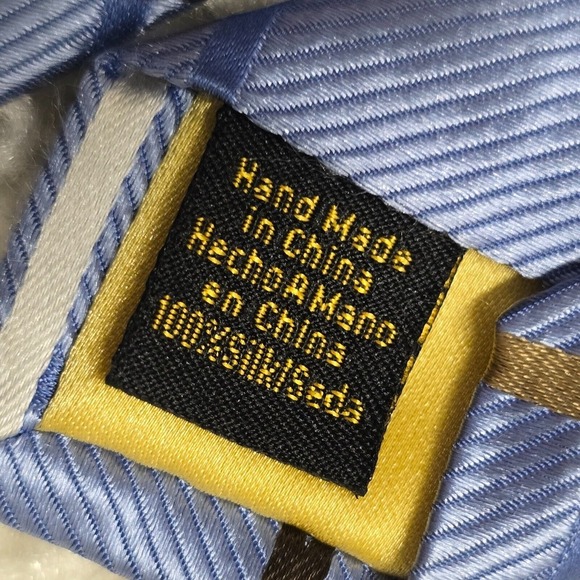 Hand Made
in China
Hecho A Mano
en China
100%Silk/Seda